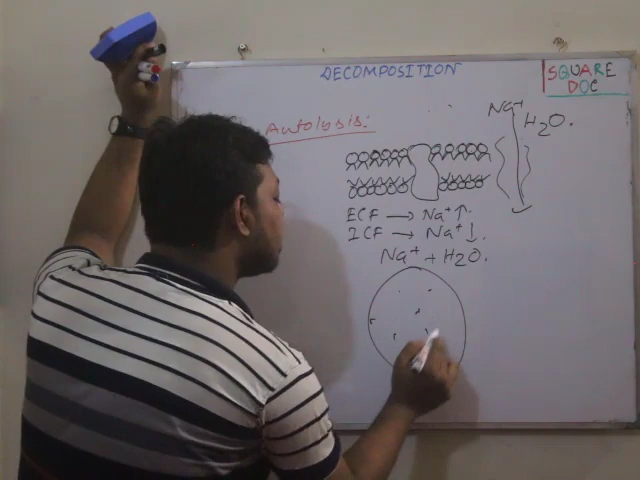 DECOMPOSITION
SQUARE
DOC
Autolysis:
Na+
H2O.
ECF → Na+ ↑.
ICF → Na+ ↓.
Na+ + H2O.